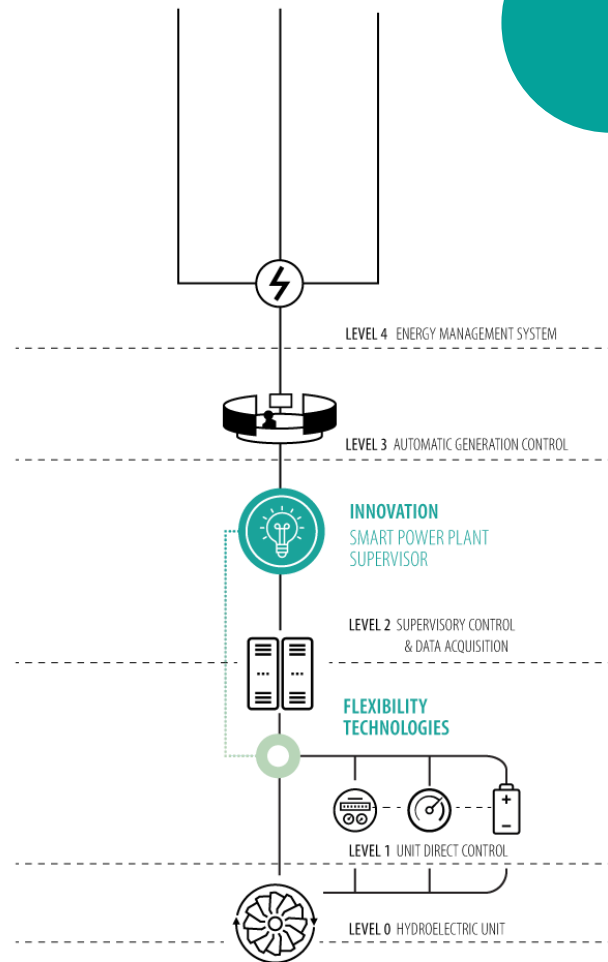 LEVEL 4 ENERGY MANAGEMENT SYSTEM
LEVEL 3 AUTOMATIC GENERATION CONTROL
INNOVATION
SMART POWER PLANT
SUPERVISOR
LEVEL 2 SUPERVISORY CONTROL
& DATA ACQUISITION
FLEXIBILITY
TECHNOLOGIES
LEVEL 1 UNIT DIRECT CONTROL
LEVEL 0 HYDROELECTRIC UNIT